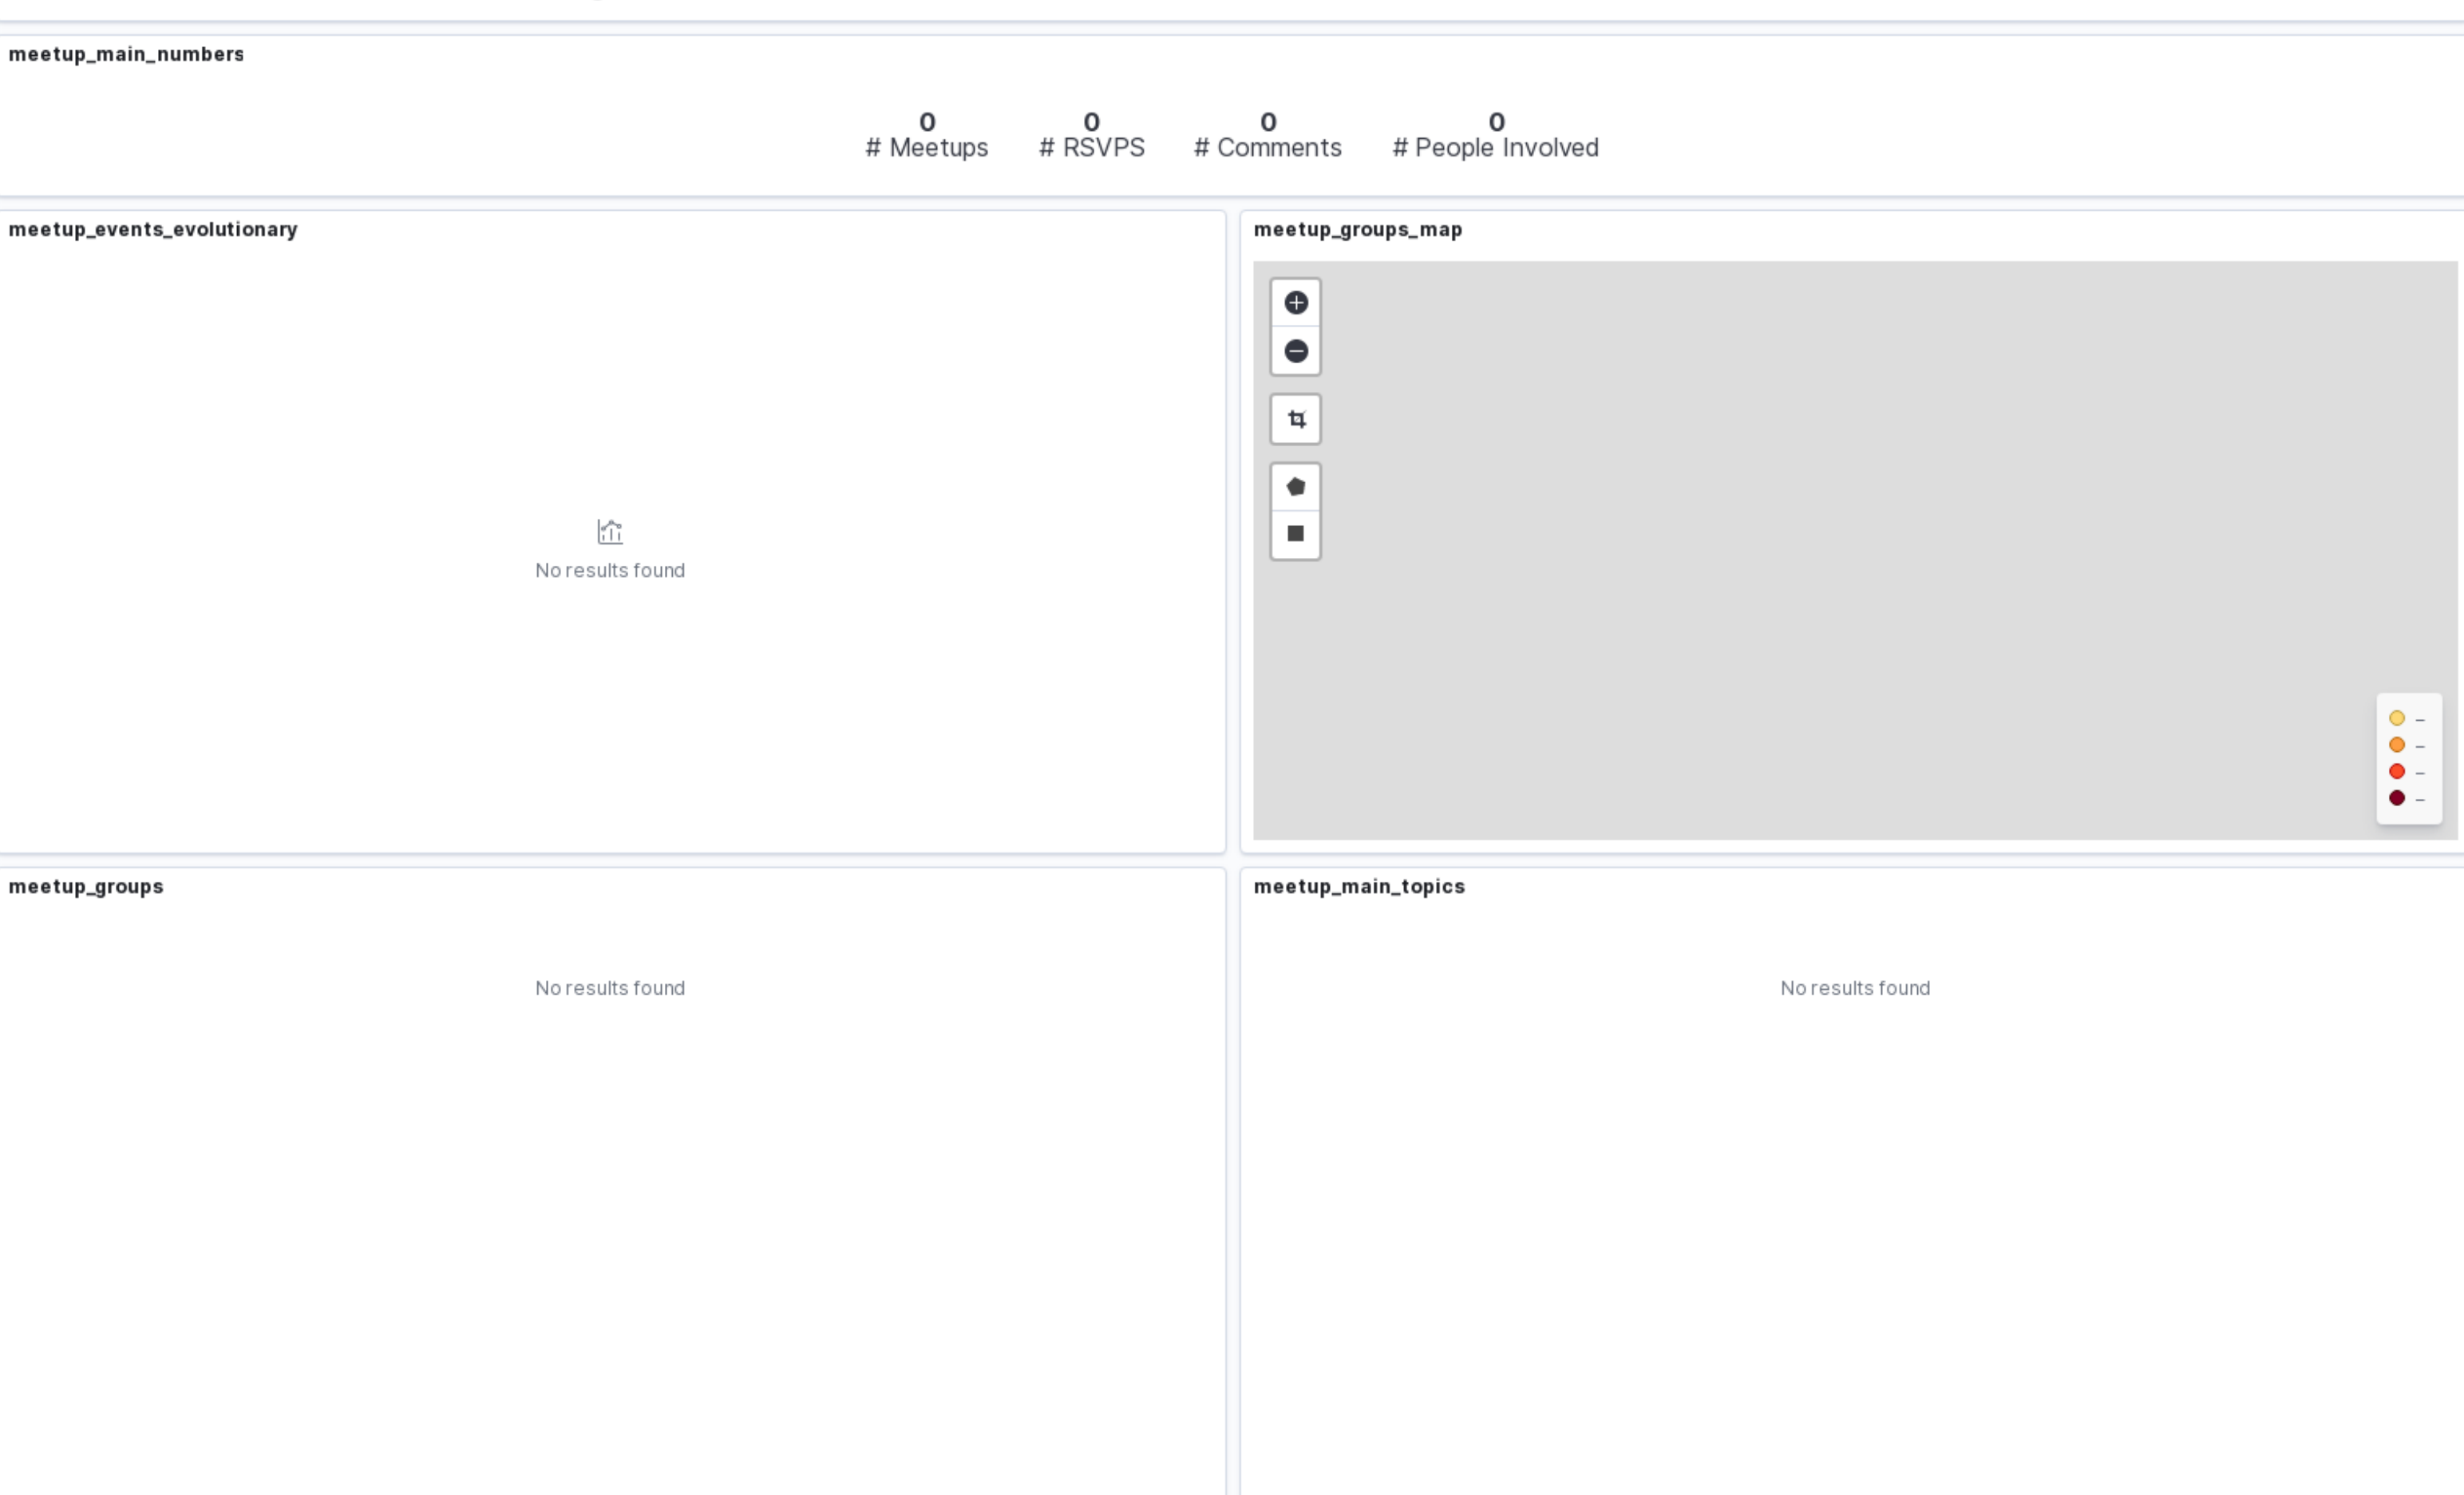 meetup_main_numbers
0 0 0 0
# Meetups # RSVPS # Comments # People Involved
meetup_events_evolutionary
No results found
meetup_groups_map
–
–
–
–
meetup_groups
No results found
meetup_main_topics
No results found